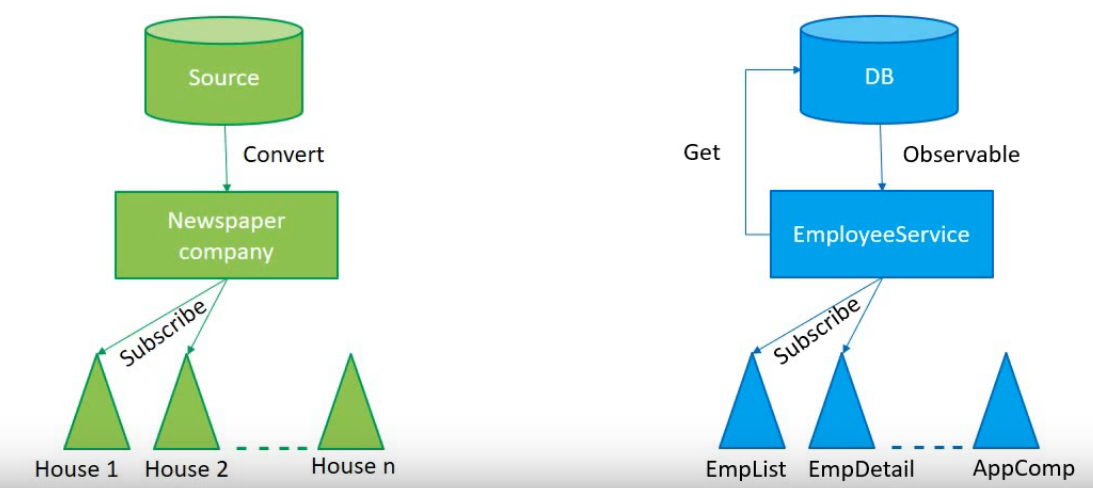 Source
Convert
Newspaper
company
Subscribe
House 1
House 2
House n
DB
Get
Observable
EmployeeService
Subscribe
EmpList
EmpDetail
AppComp